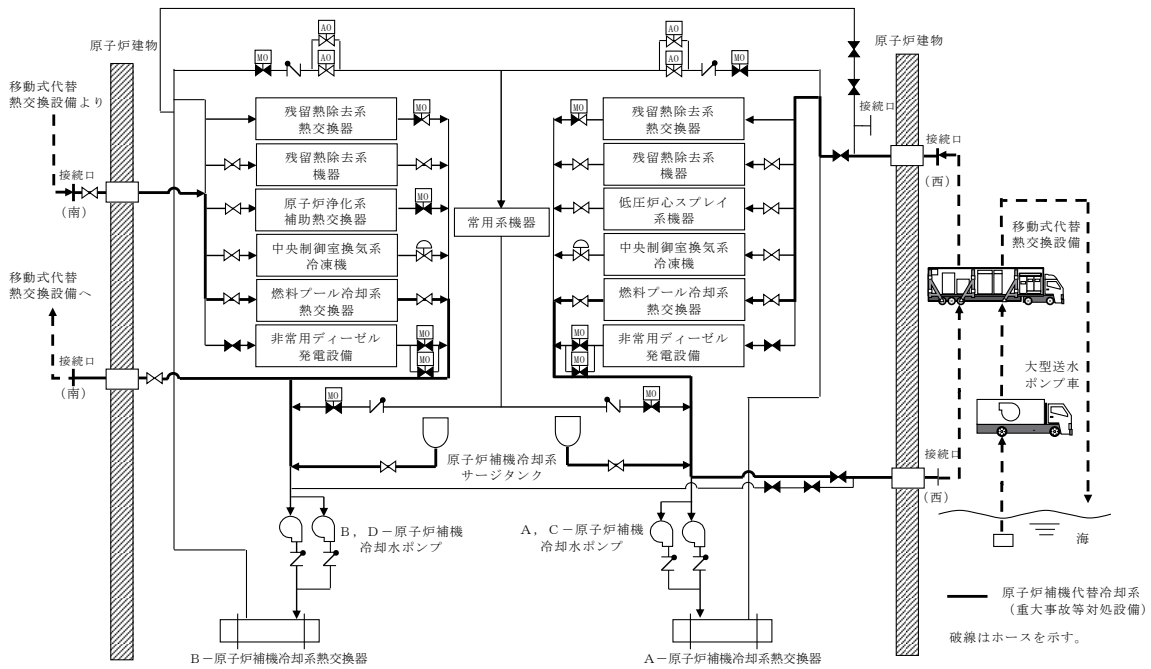 原子炉建物
原子炉建物
AO
AO
MO
AO
AO
MO
移動式代替
熱交換設備より
接続口
(南)
移動式代替
熱交換設備へ
接続口
(南)
残留熱除去系
熱交換器
MO
残留熱除去系
機器
原子炉浄化系
補助熱交換器
MO
中央制御室換気系
冷凍機
燃料プール冷却系
熱交換器
非常用ディーゼル
発電設備
MO
MO
常用系機器
MO
残留熱除去系
熱交換器
残留熱除去系
機器
低圧炉心スプレイ
系機器
中央制御室換気系
冷凍機
燃料プール冷却系
熱交換器
MO
MO
非常用ディーゼル
発電設備
接続口
接続口
(西)
移動式代替
熱交換設備
大型送水
ポンプ車
MO
MO
原子炉補機冷却系
サージタンク
接続口
(西)
B,D-原子炉補機
冷却水ポンプ
A,C-原子炉補機
冷却水ポンプ
海
B-原子炉補機冷却系熱交換器
A-原子炉補機冷却系熱交換器
原子炉補機代替冷却系
(重大事故等対処設備)
破線はホースを示す。